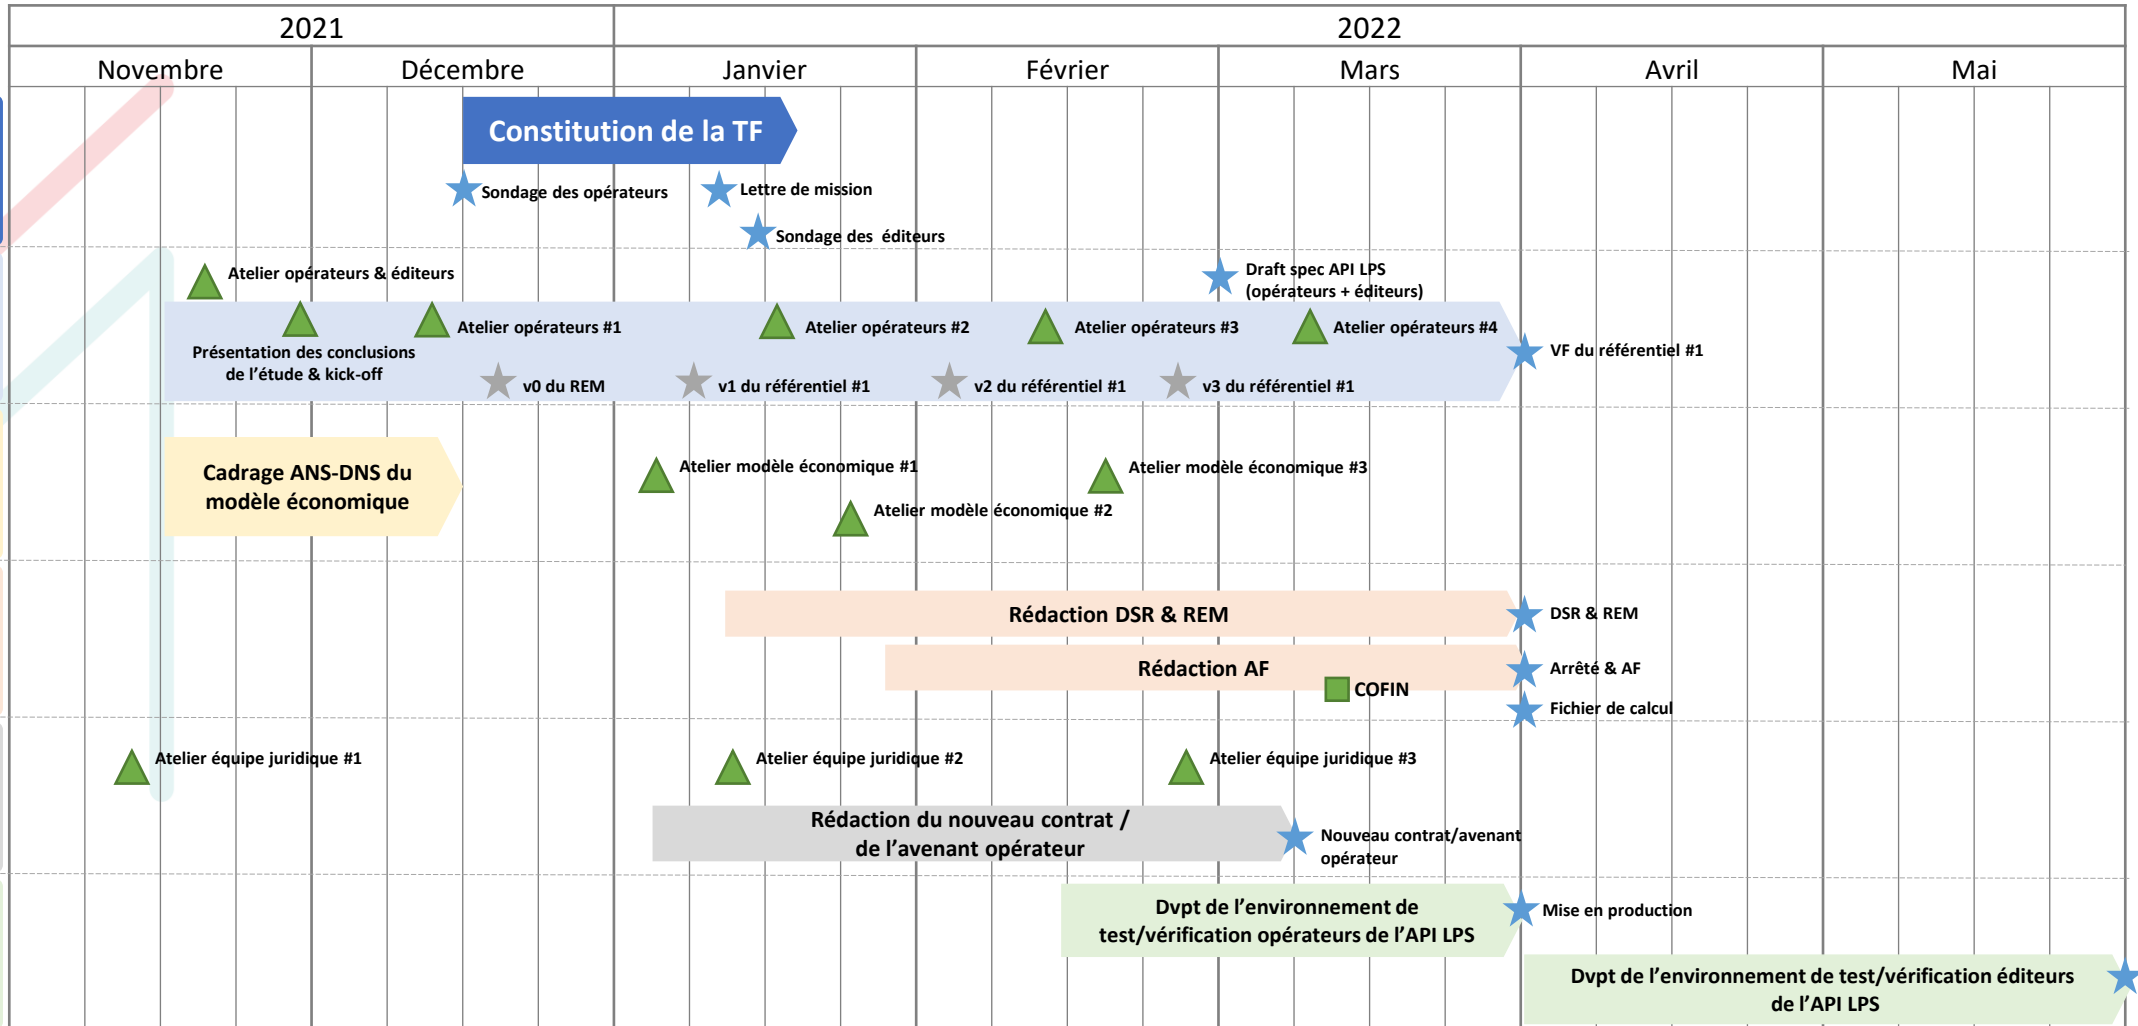 2021
2022
Novembre
Décembre
Janvier
Février
Mars
Avril
Mai
Constitution de la TF
Sondage des opérateurs
Lettre de mission
Sondage des éditeurs
Atelier opérateurs & éditeurs
Draft spec API LPS
(opérateurs + éditeurs)
Atelier opérateurs #1
Atelier opérateurs #2
Atelier opérateurs #3
Atelier opérateurs #4
Présentation des conclusions
de l'étude & kick-off
VF du référentiel #1
v0 du REM
v1 du référentiel #1
v2 du référentiel #1
v3 du référentiel #1
Cadrage ANS-DNS du
modèle économique
Atelier modèle économique #1
Atelier modèle économique #3
Atelier modèle économique #2
Rédaction DSR & REM
DSR & REM
Rédaction AF
Arrêté & AF
COFIN
Fichier de calcul
Atelier équipe juridique #1
Atelier équipe juridique #2
Atelier équipe juridique #3
Rédaction du nouveau contrat /
de l'avenant opérateur
Nouveau contrat/avenant
opérateur
Dvpt de l'environnement de
test/vérification opérateurs de l'API LPS
Mise en production
Dvpt de l'environnement de test/vérification éditeurs
de l'API LPS